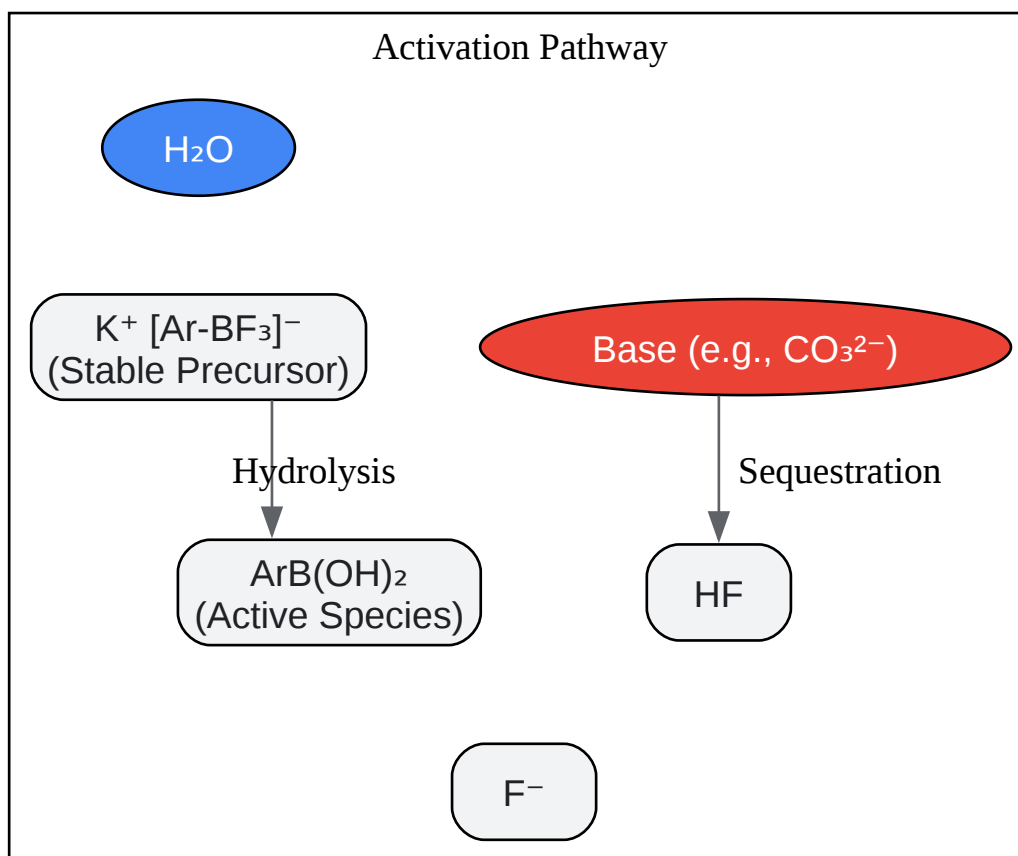 Activation Pathway
H₂O
K⁺ [Ar-BF₃]⁻
(Stable Precursor)
Base (e.g., CO₃²⁻)
Hydrolysis
Sequestration
ArB(OH)₂
(Active Species)
HF
F⁻